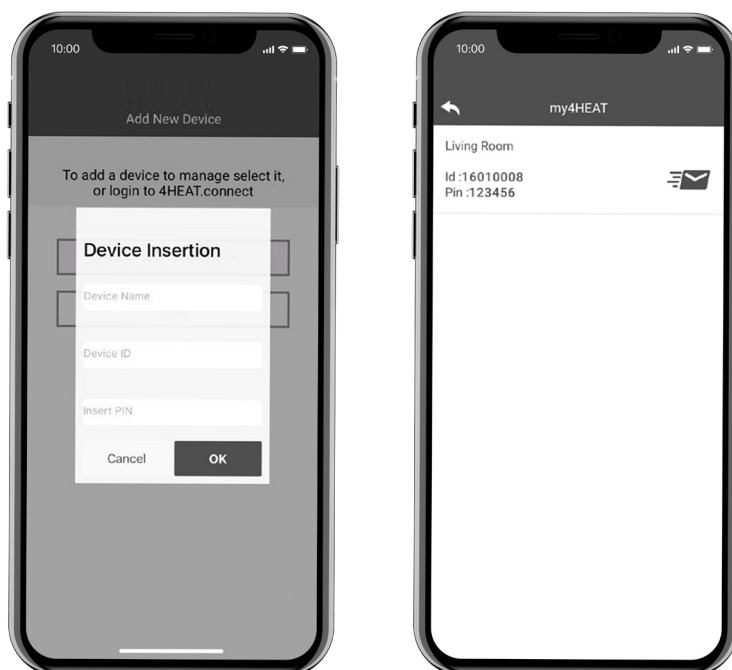 10:00
Add New Device
To add a device to manage select it,
or login to 4HEAT.connect
Device Insertion
Device Name
Device ID
Insert PIN
Cancel
OK
10:00
my4HEAT
Living Room
Id :16010008
Pin :123456